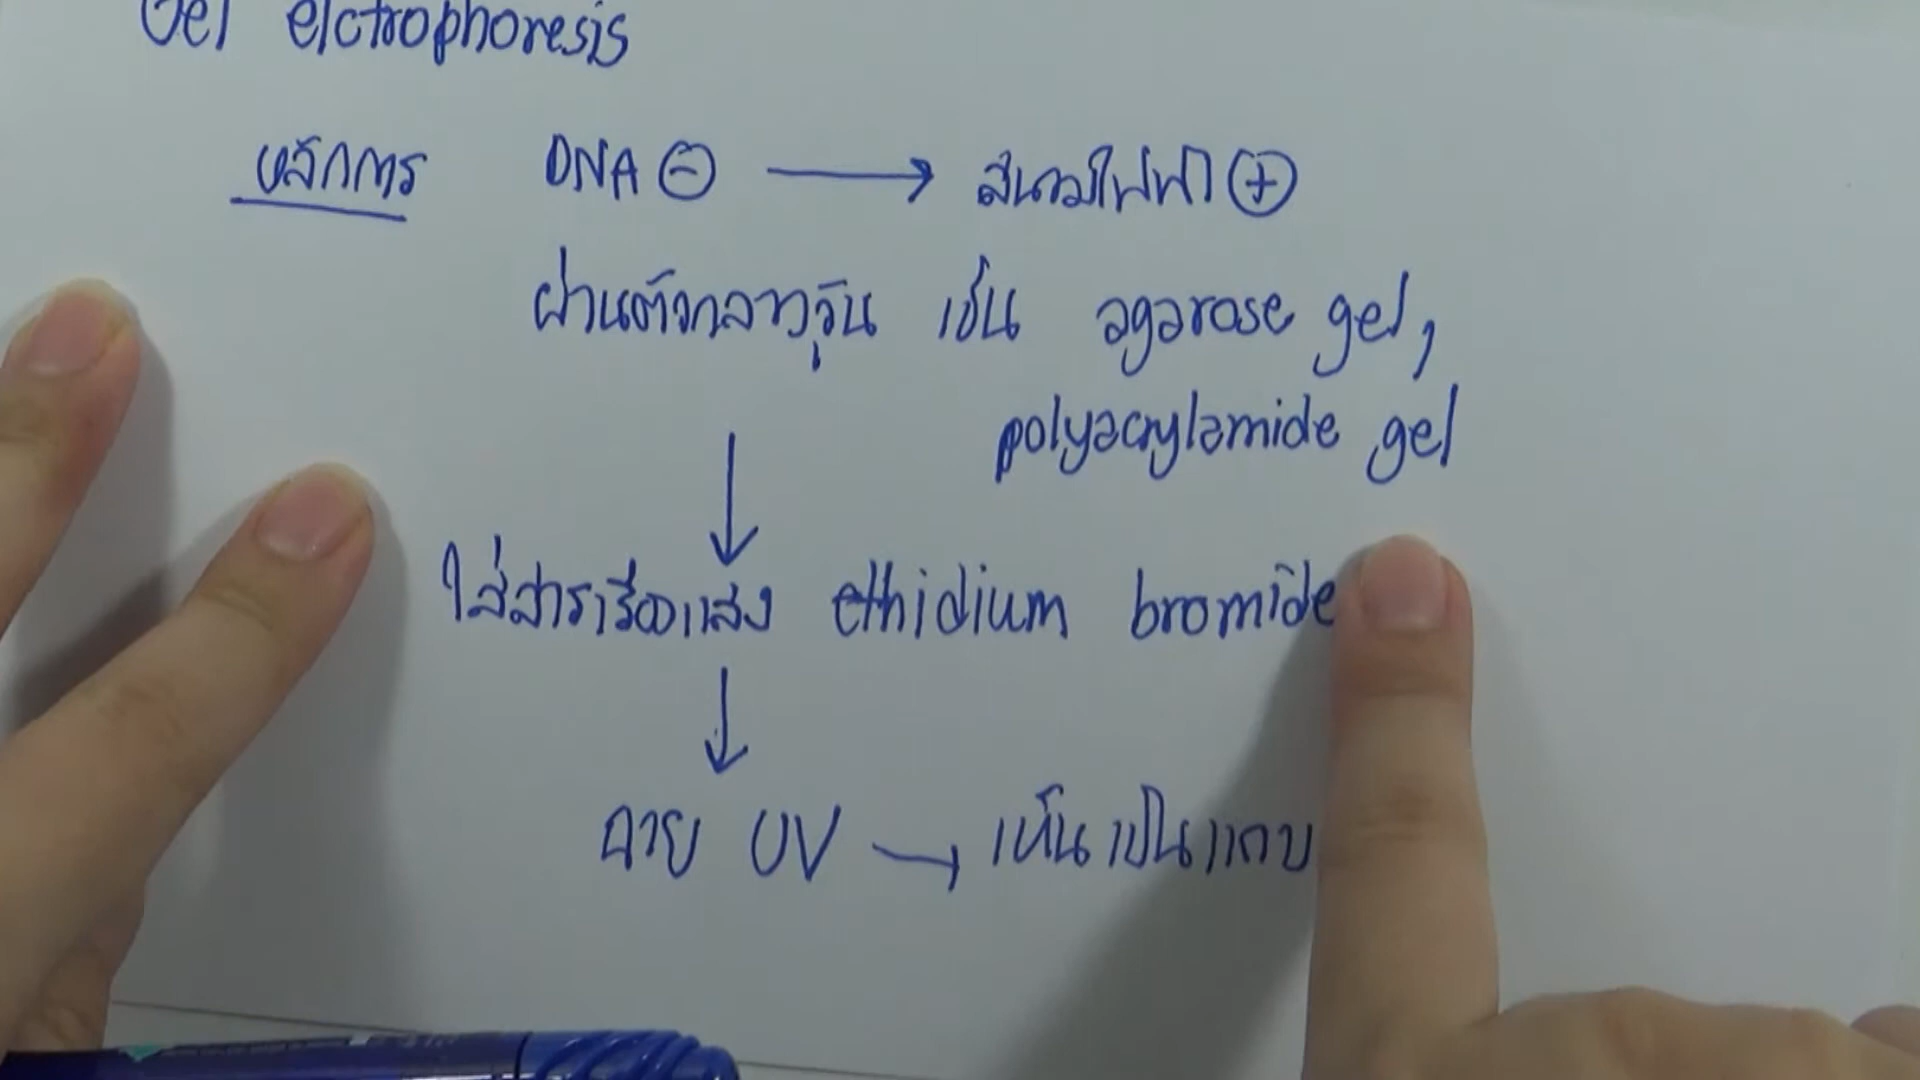 Gel elctrophoresis
หลักการ DNA ⊖ → สนามไฟฟ้า ⊕
ผ่านตัวกลางวุ้น เช่น agarose gel,
polyacrylamide gel
↓
ใส่สารเรืองแสง ethidium bromide
↓
ฉาย UV → เห็นเป็นแถบ